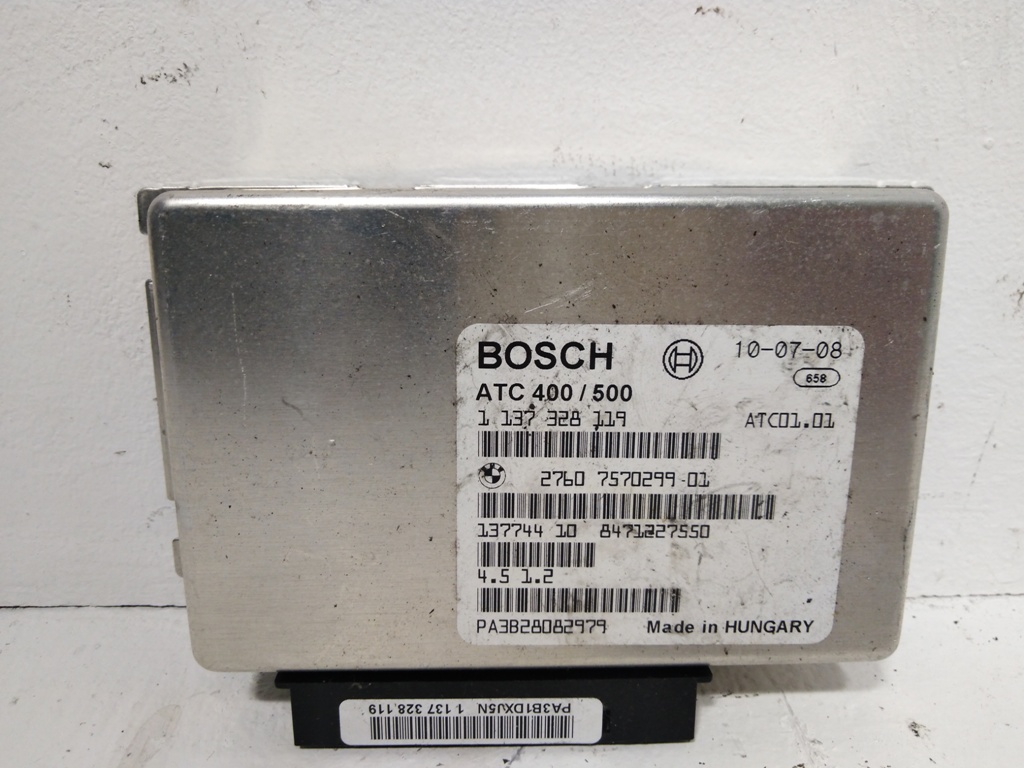 BOSCH 10-07-08
658
ATC 400 / 500
1 137 328 119 ATC01.01
2760 7570299-01
137744 10 8471227550
4.5 1.2
PA3B28082979 Made in HUNGARY
PA3B1DXJ5N 1 137 328 119